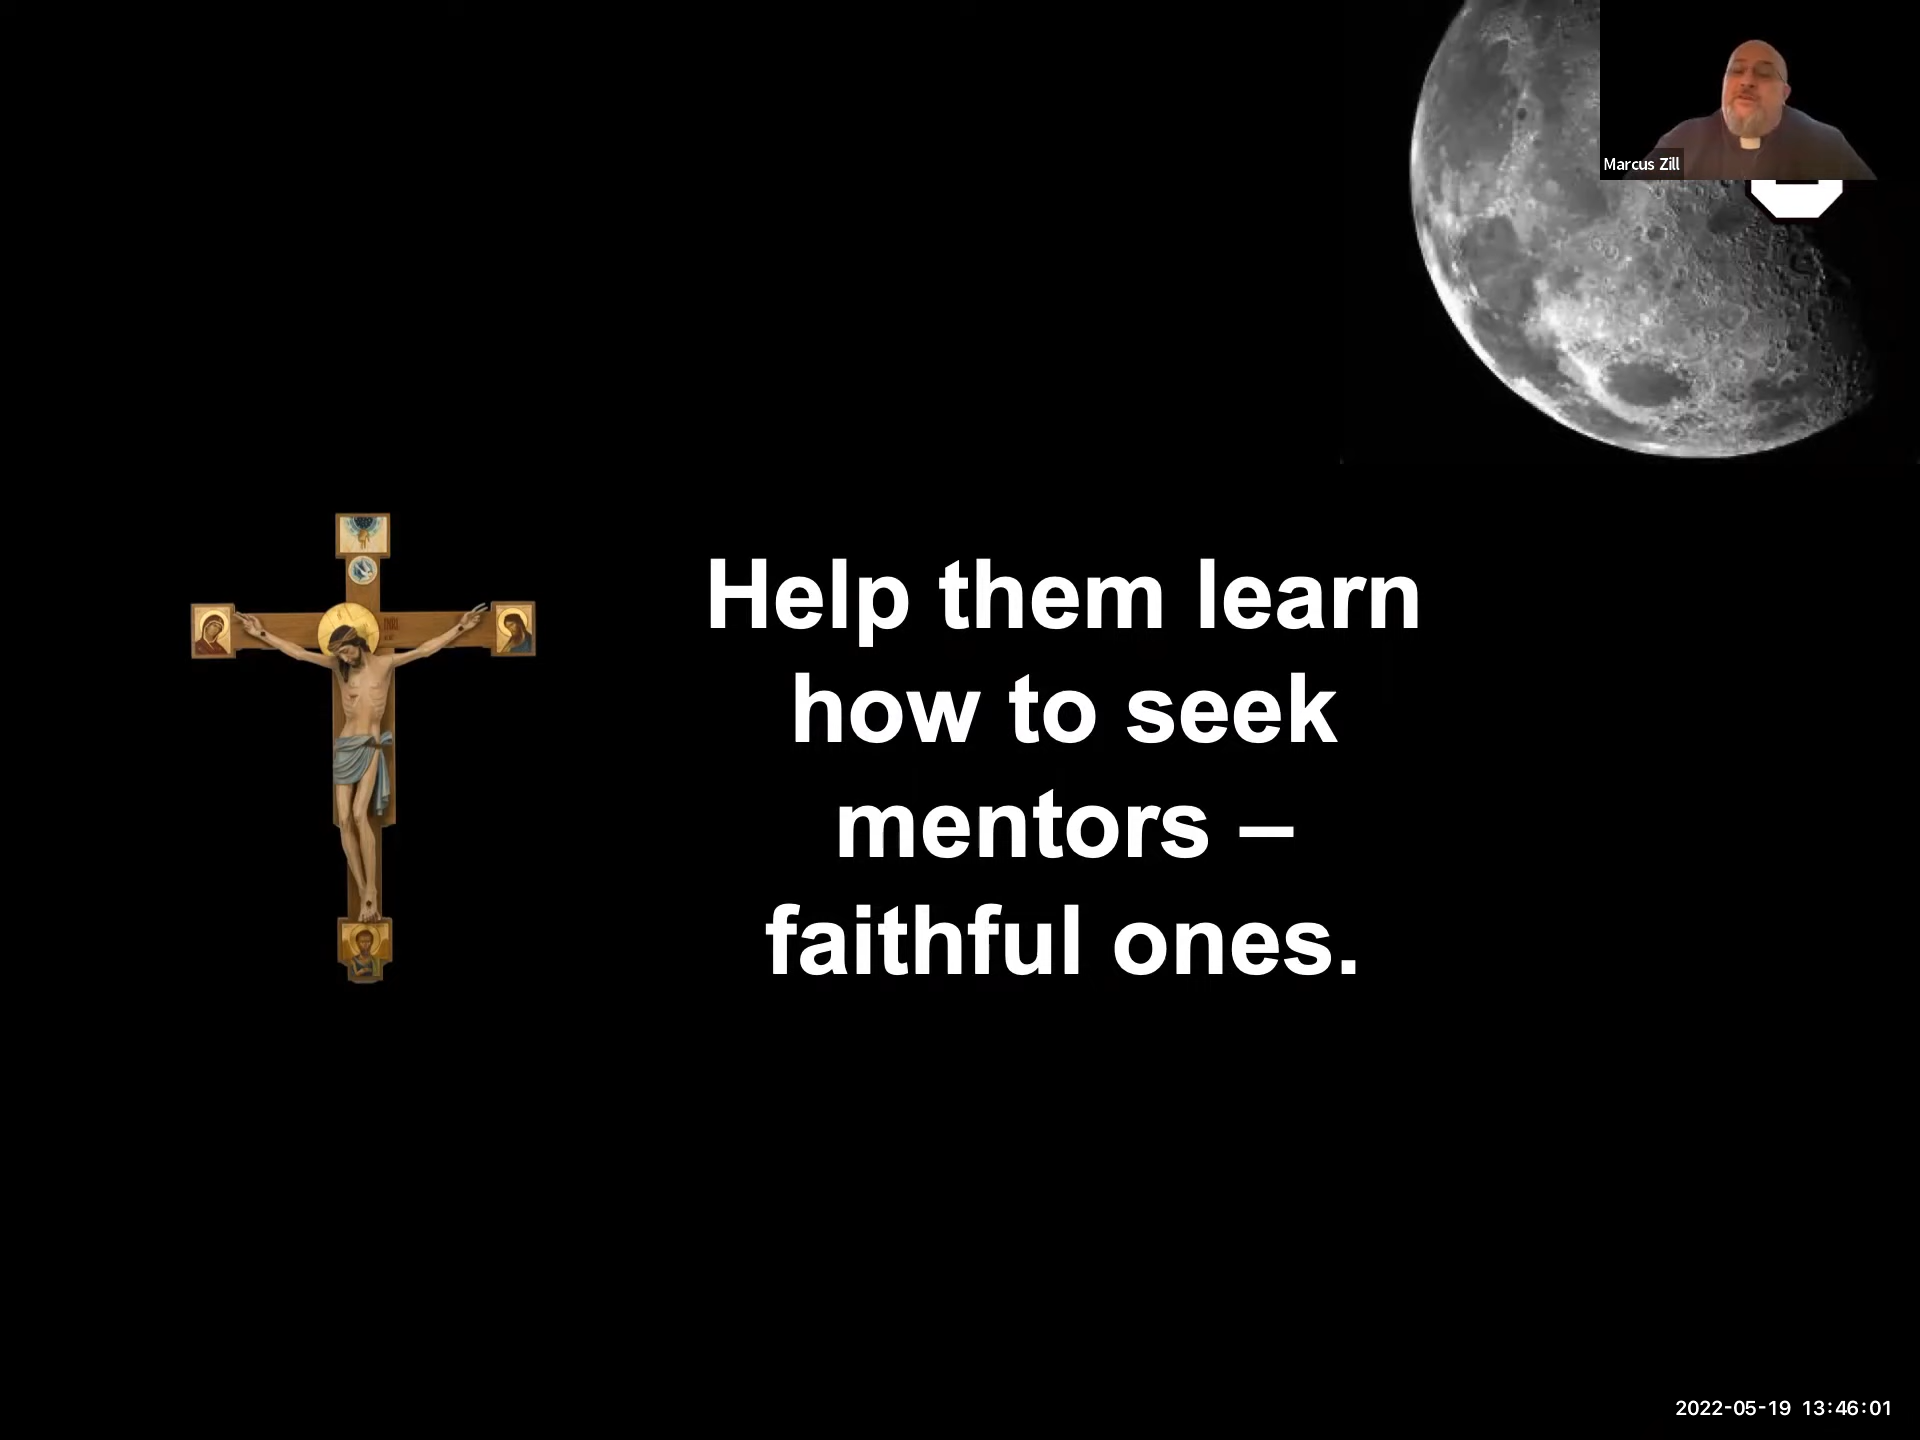 Marcus Zill
Help them learn
how to seek
mentors –
faithful ones.
2022-05-19 13:46:01